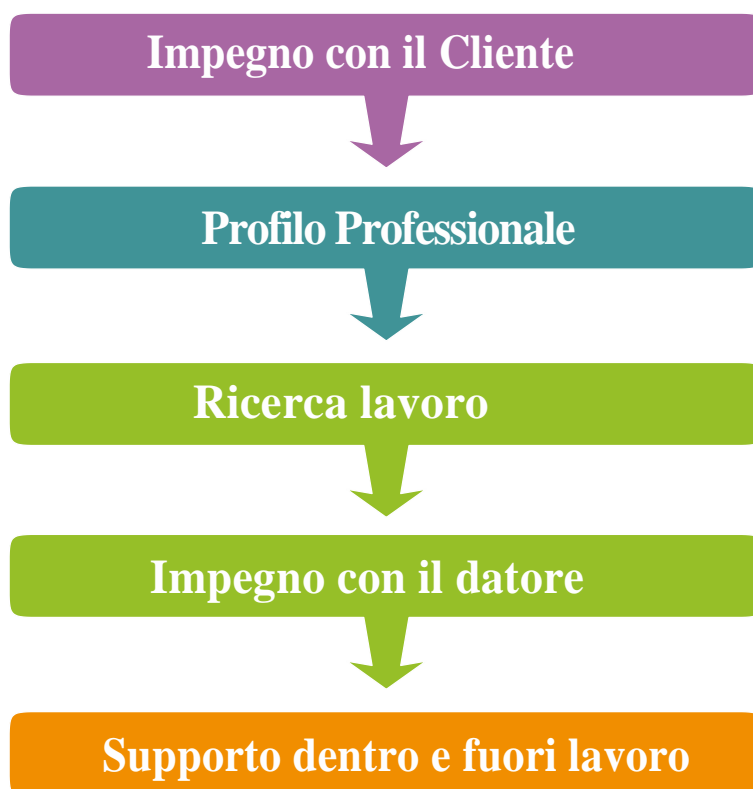 Impegno con il Cliente
Profilo Professionale
Ricerca lavoro
Impegno con il datore
Supporto dentro e fuori lavoro